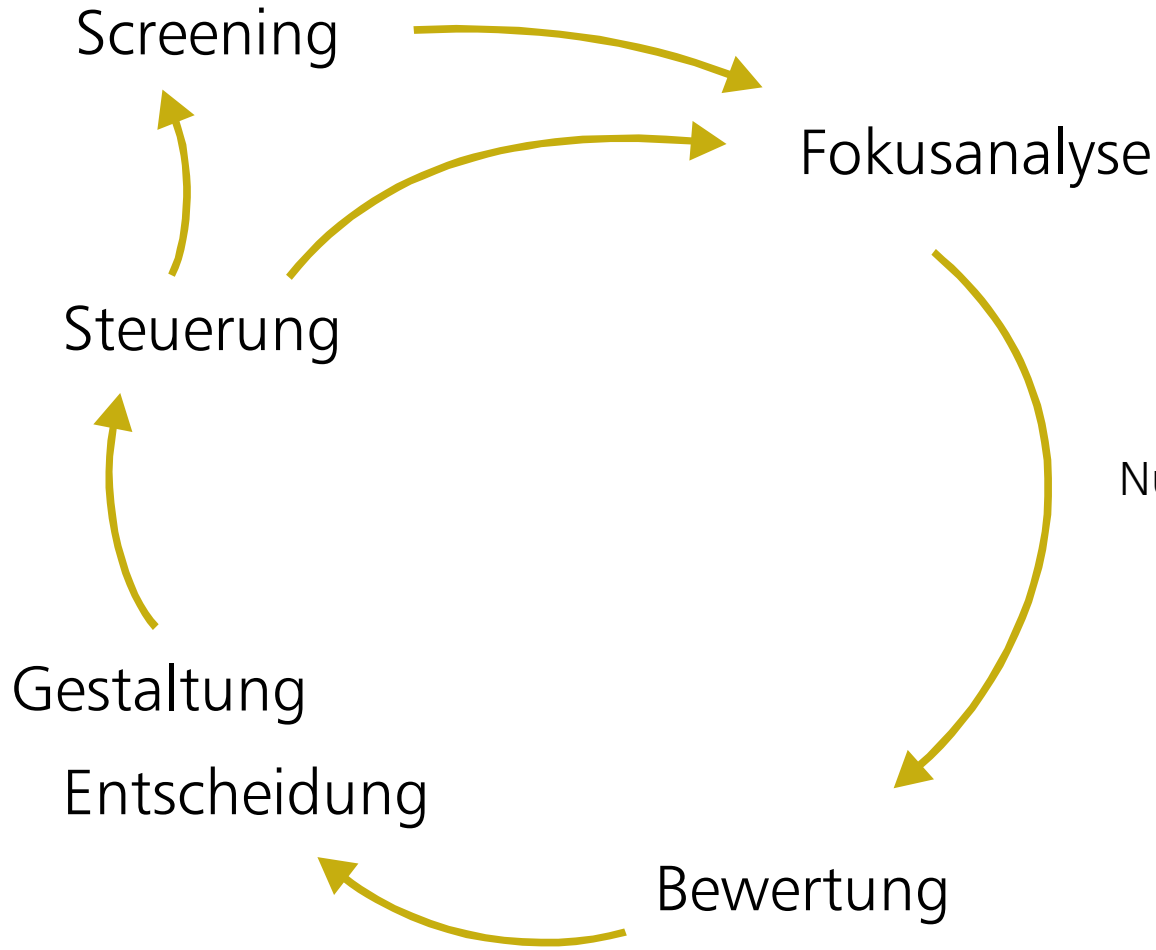 Screening
Fokusanalyse
Steuerung
Gestaltung
Entscheidung
Bewertung